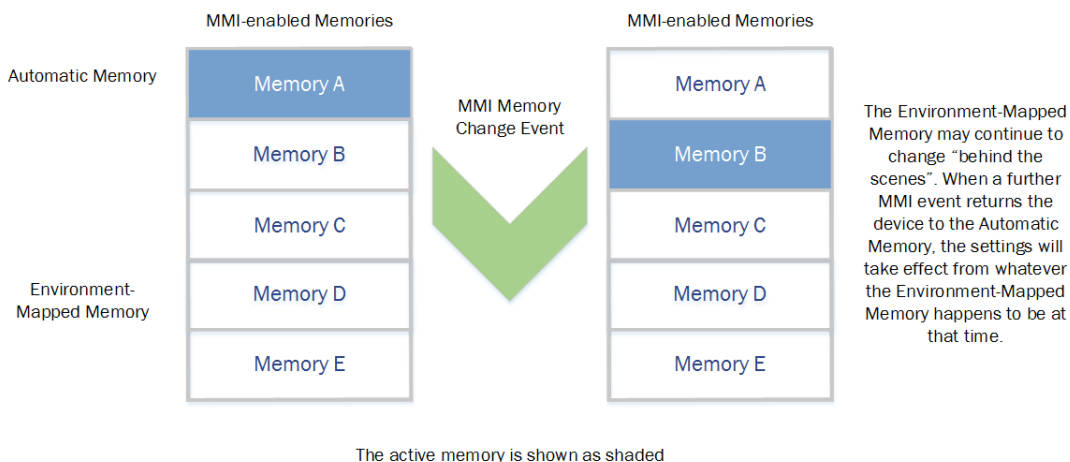 MMI-enabled Memories
Automatic Memory
Memory A
Memory B
Memory C
Environment-
Mapped Memory
Memory D
Memory E
MMI Memory
Change Event
MMI-enabled Memories
Memory A
Memory B
Memory C
Memory D
Memory E
The Environment-Mapped
Memory may continue to
change “behind the
scenes”. When a further
MMI event returns the
device to the Automatic
Memory, the settings will
take effect from whatever
the Environment-Mapped
Memory happens to be at
that time.
The active memory is shown as shaded